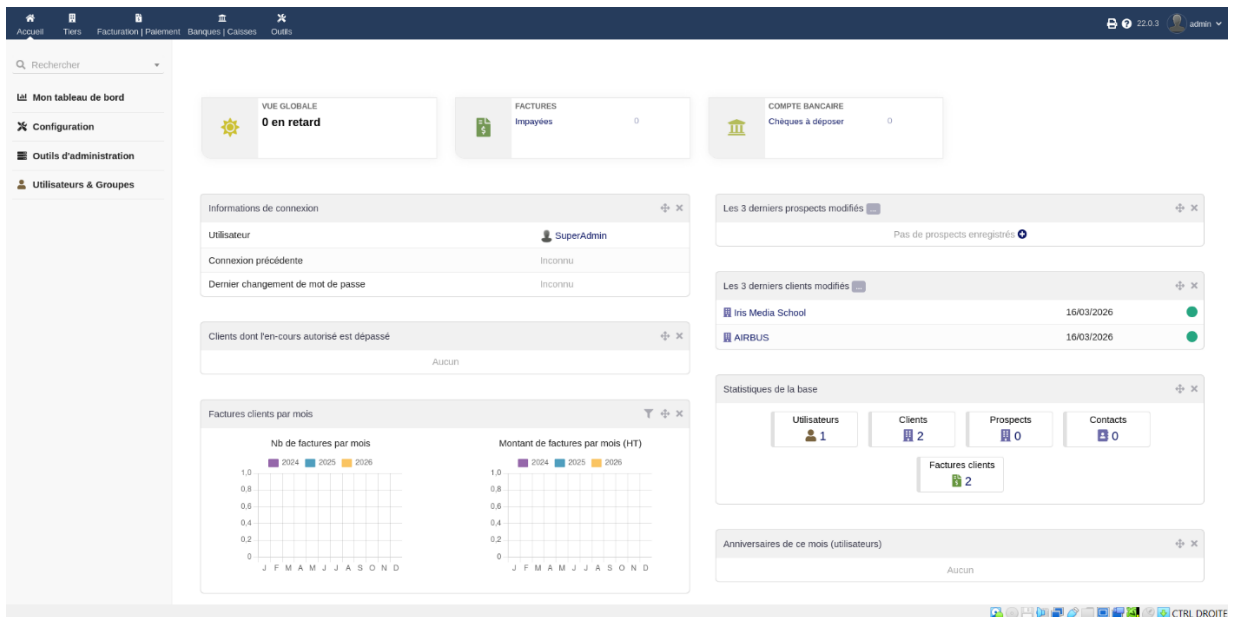 Accueil Tiers Facturation | Paiement Banques | Caisses Outils
22.0.3 admin
Rechercher
Mon tableau de bord
Configuration
Outils d'administration
Utilisateurs & Groupes
VUE GLOBALE
0 en retard
FACTURES
Impayées 0
COMPTE BANCAIRE
Chèques à déposer 0
Informations de connexion
Utilisateur SuperAdmin
Connexion précédente Inconnu
Dernier changement de mot de passe Inconnu
Clients dont l'en-cours autorisé est dépassé
Aucun
Factures clients par mois
Nb de factures par mois
2024 2025 2026
1,0
0,8
0,6
0,4
0,2
0
J F M A M J J A S O N D
Montant de factures par mois (HT)
2024 2025 2026
1,0
0,8
0,6
0,4
0,2
0
J F M A M J J A S O N D
Les 3 derniers prospects modifiés ...
Pas de prospects enregistrés
Les 3 derniers clients modifiés ...
Iris Media School 16/03/2026
AIRBUS 16/03/2026
Statistiques de la base
Utilisateurs
1
Clients
2
Prospects
0
Contacts
0
Factures clients
2
Anniversaires de ce mois (utilisateurs)
Aucun
CTRL DROITE